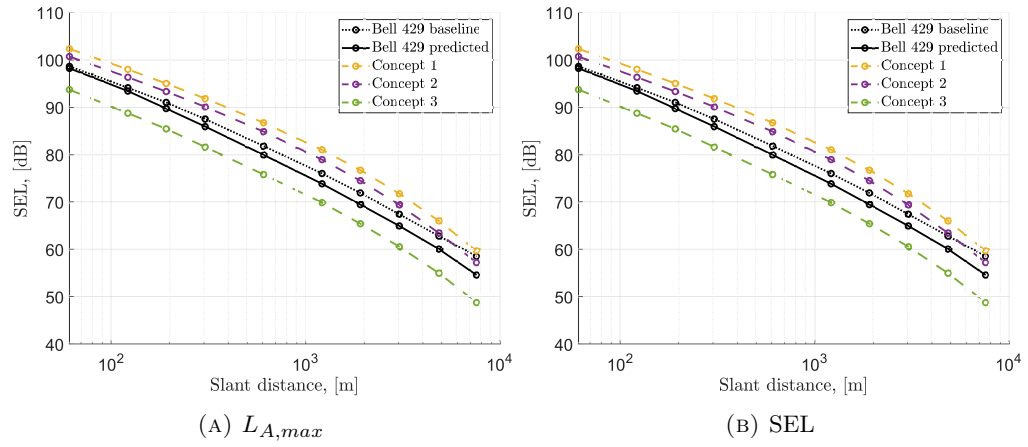 110
100
90
80
70
60
50
40
SEL, [dB]
10^2
10^3
10^4
Slant distance, [m]
Bell 429 baseline
Bell 429 predicted
Concept 1
Concept 2
Concept 3
(A) L_{A,max}
110
100
90
80
70
60
50
40
SEL, [dB]
10^2
10^3
10^4
Slant distance, [m]
Bell 429 baseline
Bell 429 predicted
Concept 1
Concept 2
Concept 3
(B) SEL